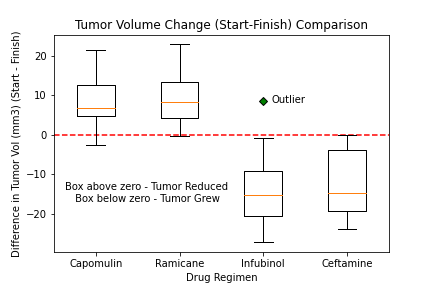 Tumor Volume Change (Start-Finish) Comparison
Difference in Tumor Vol (mm3) (Start - Finish)
20
10
0
−10
−20
Outlier
Box above zero - Tumor Reduced
Box below zero - Tumor Grew
Capomulin Ramicane Infubinol Ceftamine
Drug Regimen